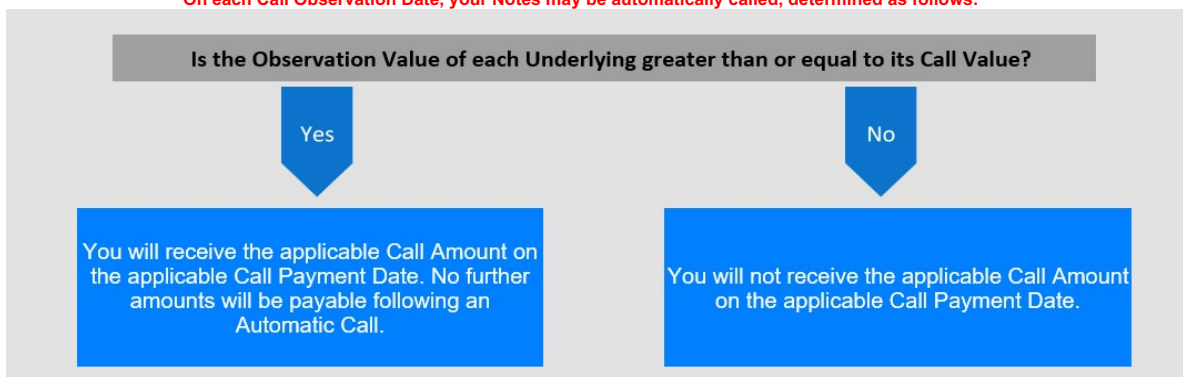 On each Call Observation Date, your Notes may be automatically called, determined as follows:
Is the Observation Value of each Underlying greater than or equal to its Call Value?
Yes
No
You will receive the applicable Call Amount on
the applicable Call Payment Date. No further
amounts will be payable following an
Automatic Call.
You will not receive the applicable Call Amount
on the applicable Call Payment Date.